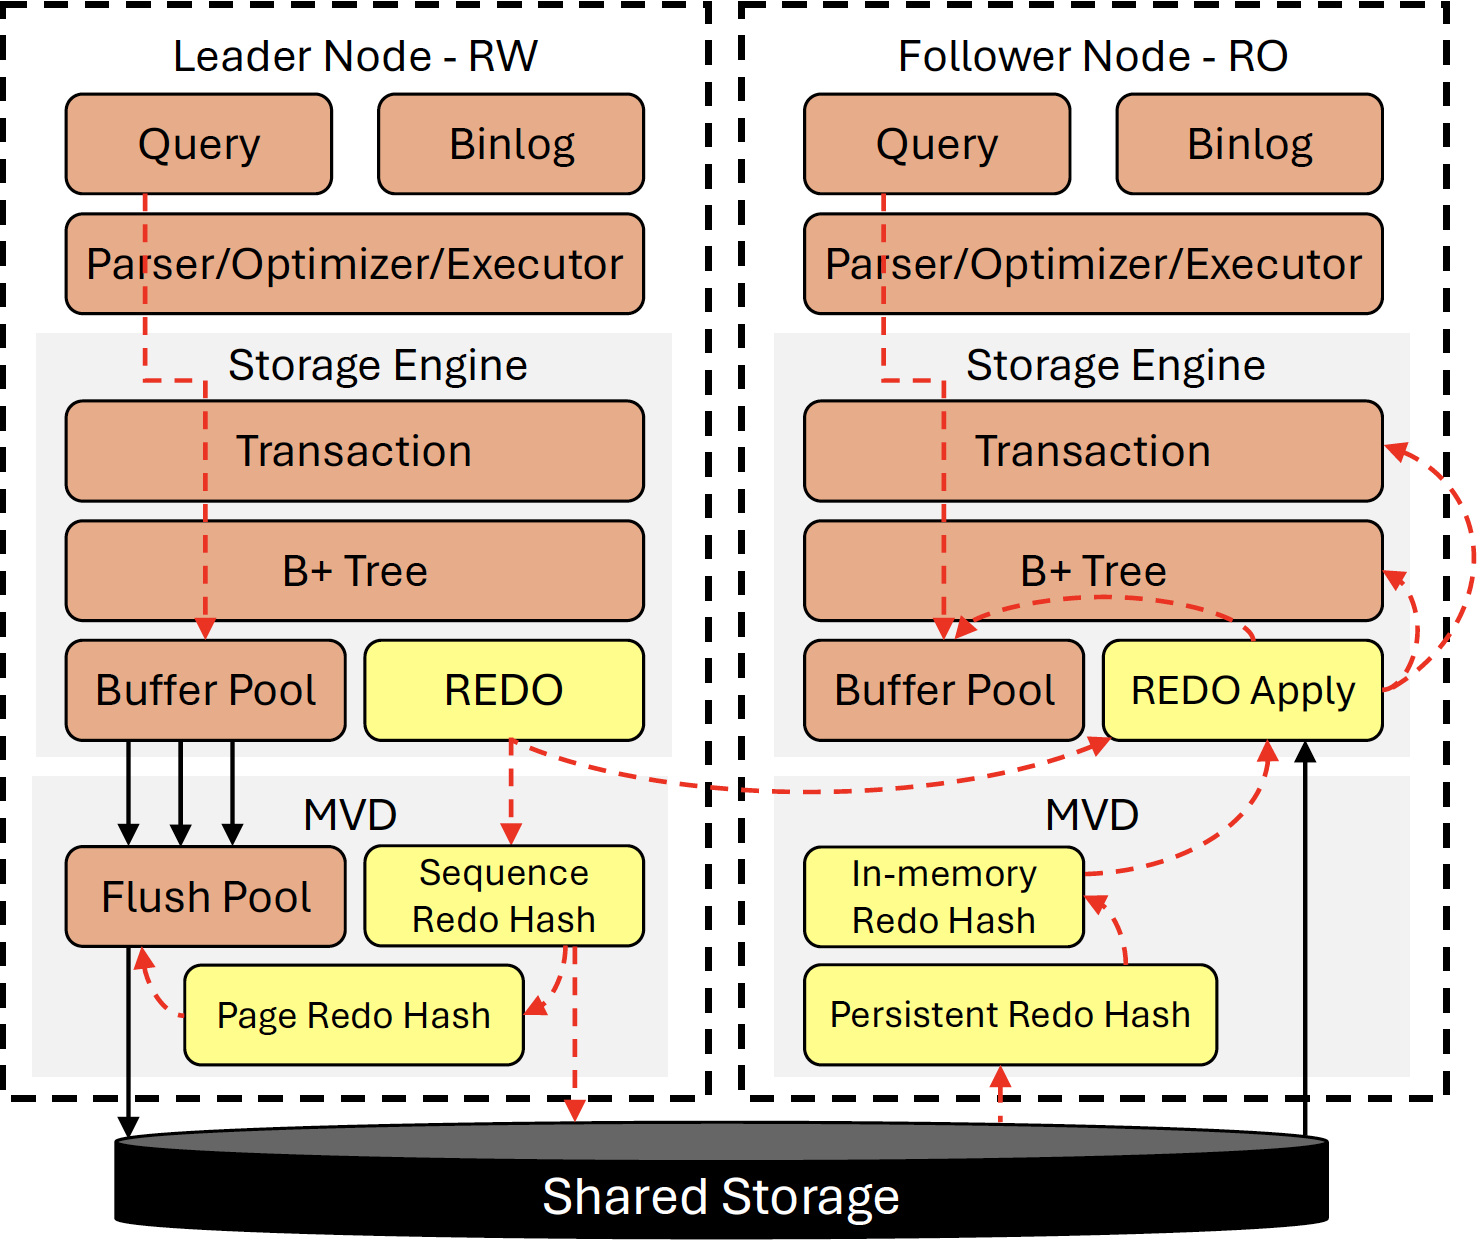 Leader Node - RW
Query
Binlog
Parser/Optimizer/Executor
Storage Engine
Transaction
B+ Tree
Buffer Pool
REDO
MVD
Flush Pool
Sequence
Redo Hash
Page Redo Hash
Follower Node - RO
Query
Binlog
Parser/Optimizer/Executor
Storage Engine
Transaction
B+ Tree
Buffer Pool
REDO Apply
MVD
In-memory
Redo Hash
Persistent Redo Hash
Shared Storage